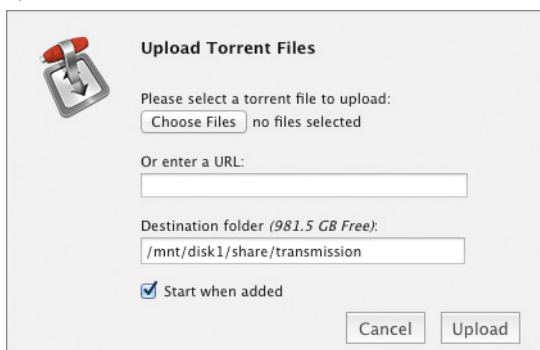 Upload Torrent Files
Please select a torrent file to upload:
Choose Files no files selected
Or enter a URL:
Destination folder (981.5 GB Free):
/mnt/disk1/share/transmission
Start when added
Cancel Upload